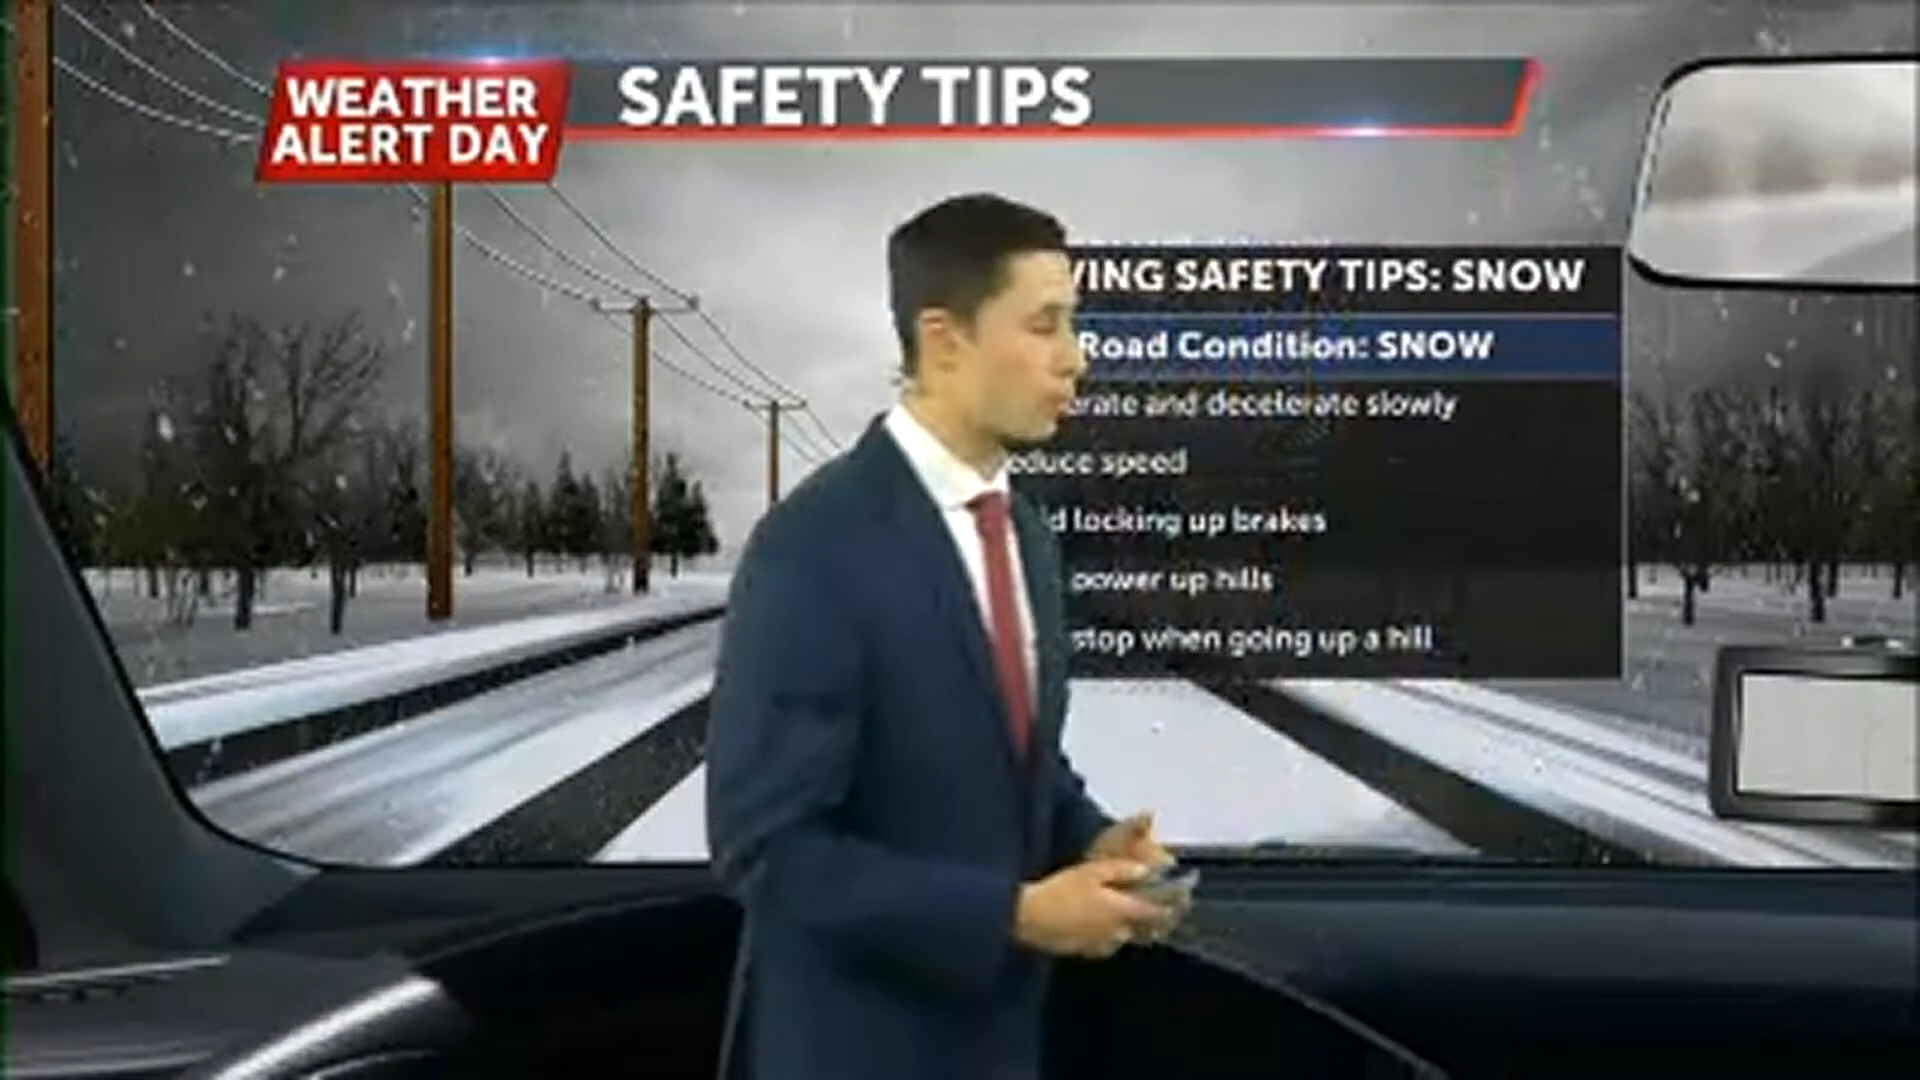 WEATHER
ALERT DAY
SAFETY TIPS
VING SAFETY TIPS: SNOW
Road Condition: SNOW
erate and decelerate slowly
educe speed
d locking up brakes
power up hills
stop when going up a hill